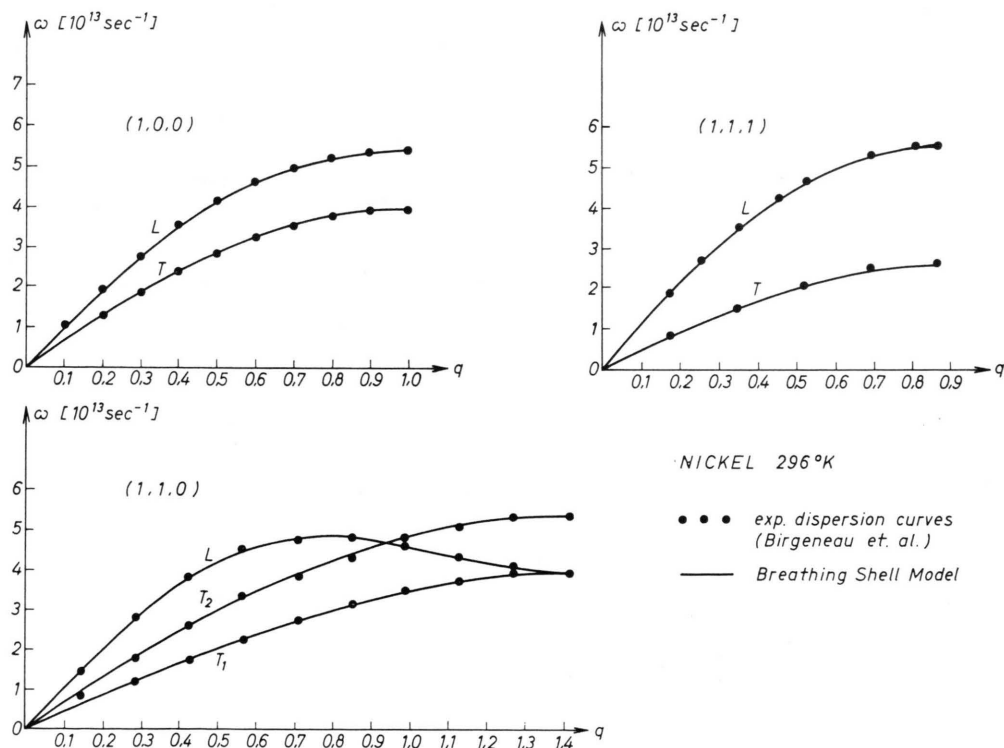 ω [10¹³sec⁻¹]
(1,0,0)
7
6
5
4
3
2
1
0
L
T
0,1 0,2 0,3 0,4 0,5 0,6 0,7 0,8 0,9 1,0 q
ω [10¹³sec⁻¹]
(1,1,1)
6
5
4
3
2
1
0
L
T
0,1 0,2 0,3 0,4 0,5 0,6 0,7 0,8 0,9 q
ω [10¹³sec⁻¹]
(1,1,0)
6
5
4
3
2
1
0
L
T₂
T₁
0,1 0,2 0,3 0,4 0,5 0,6 0,7 0,8 0,9 1,0 1,1 1,2 1,3 1,4 q
NICKEL 296°K
exp. dispersion curves
(Birgeneau et. al.)
Breathing Shell Model